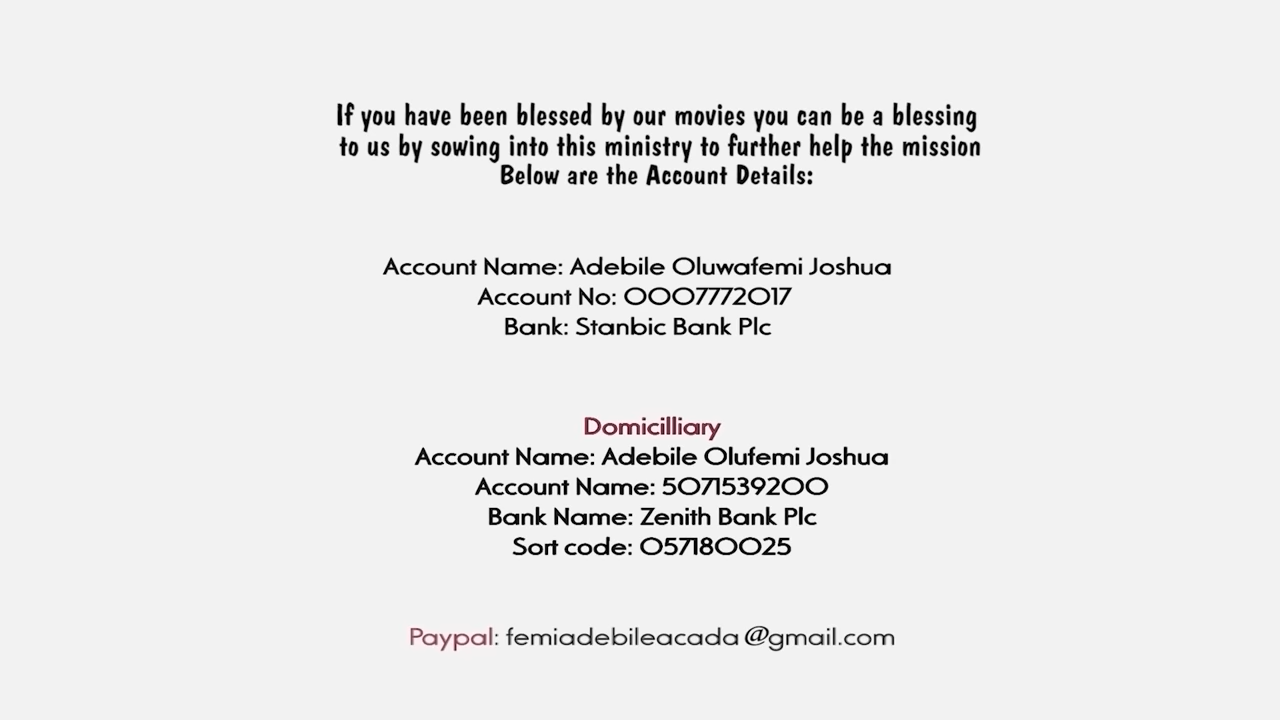 If you have been blessed by our movies you can be a blessing
to us by sowing into this ministry to further help the mission
Below are the Account Details:
Account Name: Adebile Oluwafemi Joshua
Account No: 0007772017
Bank: Stanbic Bank Plc
Domicilliary
Account Name: Adebile Olufemi Joshua
Account Name: 5071539200
Bank Name: Zenith Bank Plc
Sort code: 057180025
Paypal: femiadebileacada@gmail.com